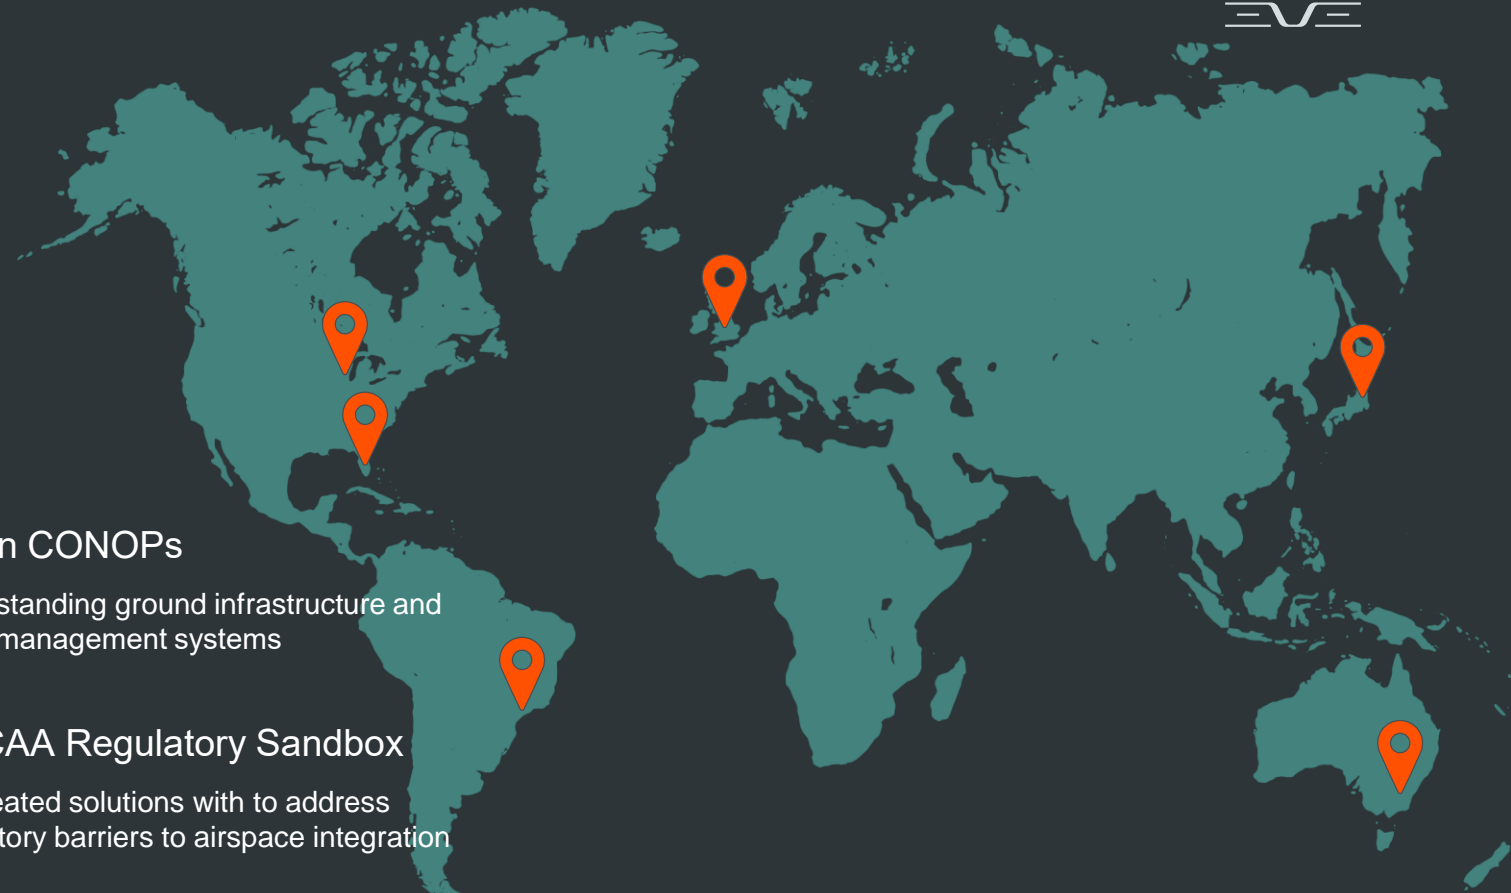 EVE
n CONOPs
standing ground infrastructure and
management systems
CAA Regulatory Sandbox
eated solutions with to address
tory barriers to airspace integration